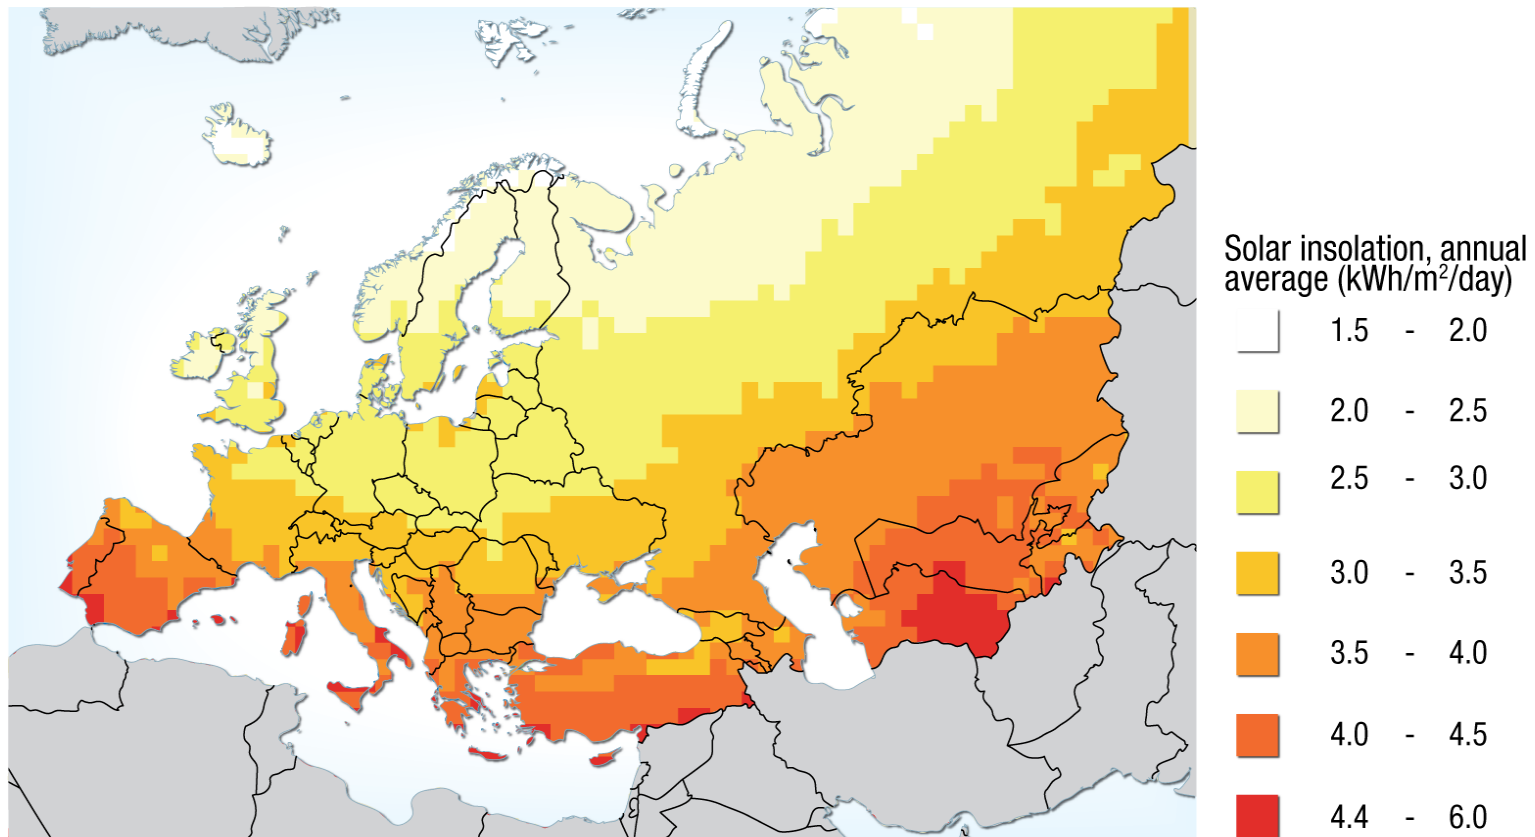 Solar insolation, annual
average (kWh/m²/day)
1.5 - 2.0
2.0 - 2.5
2.5 - 3.0
3.0 - 3.5
3.5 - 4.0
4.0 - 4.5
4.4 - 6.0